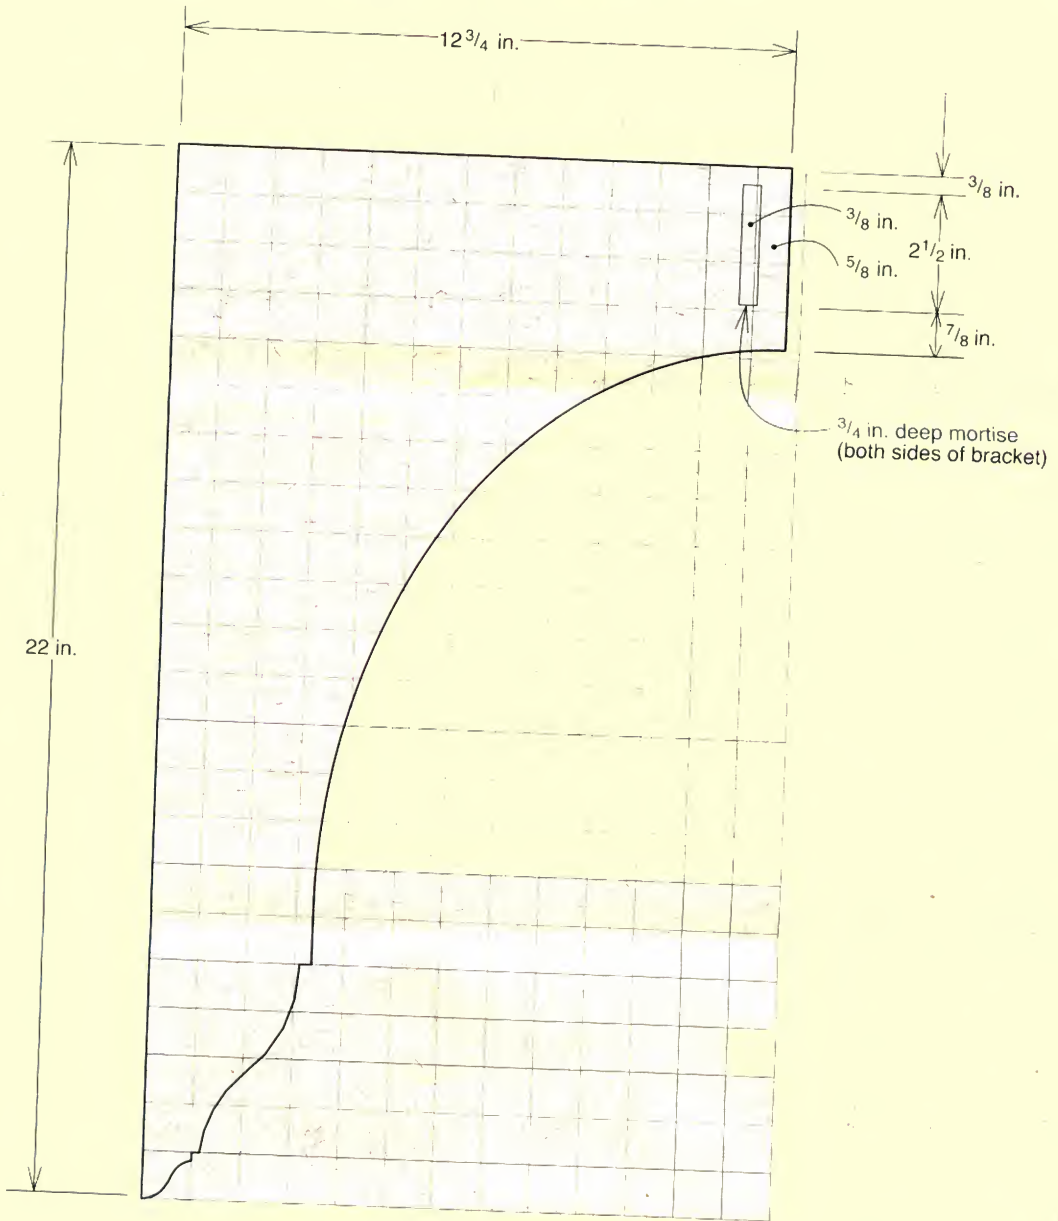 12 3/4 in.
3/8 in.
3/8 in.
2 1/2 in.
5/8 in.
7/8 in.
3/4 in. deep mortise
(both sides of bracket)
22 in.